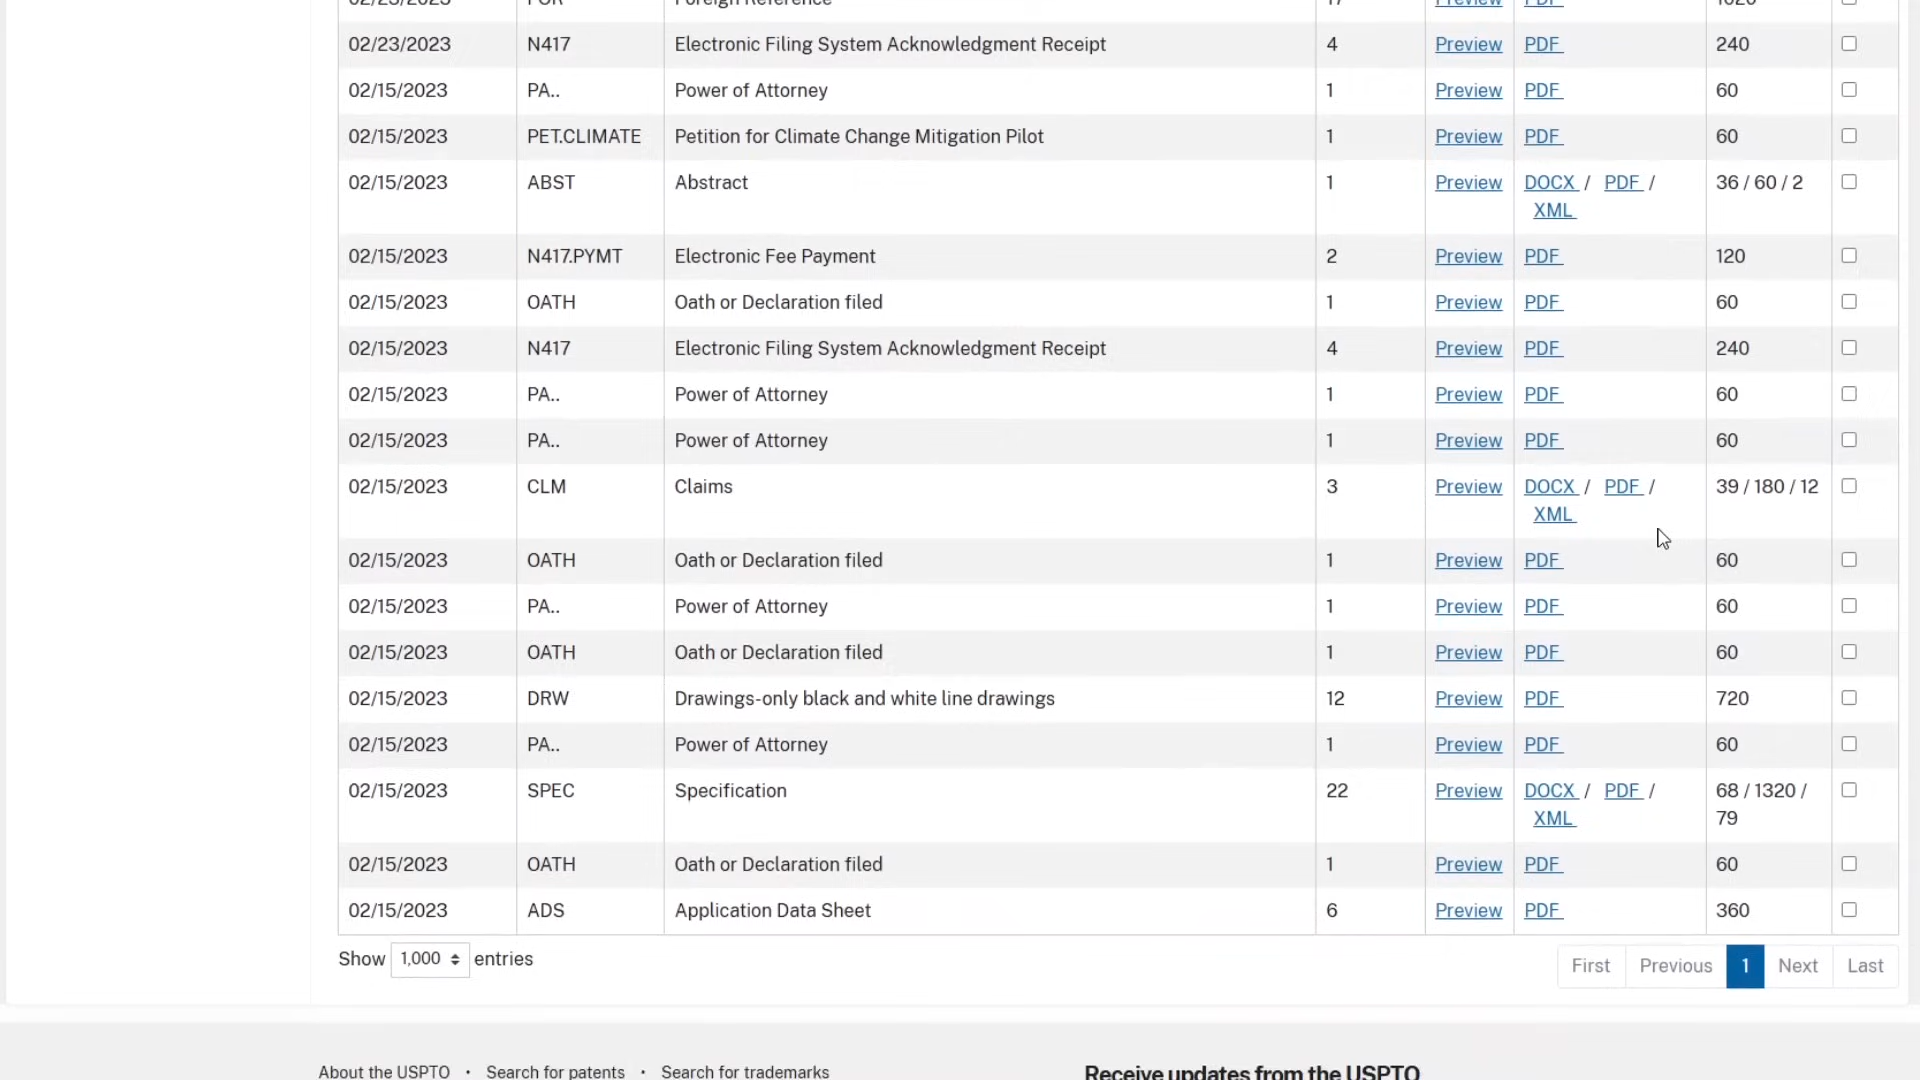 02/23/2023 FOR Foreign Reference 17 Preview PDF 1020
02/23/2023 N417 Electronic Filing System Acknowledgment Receipt 4 Preview PDF 240
02/15/2023 PA.. Power of Attorney 1 Preview PDF 60
02/15/2023 PET.CLIMATE Petition for Climate Change Mitigation Pilot 1 Preview PDF 60
02/15/2023 ABST Abstract 1 Preview DOCX / PDF / 36 / 60 / 2
XML
02/15/2023 N417.PYMT Electronic Fee Payment 2 Preview PDF 120
02/15/2023 OATH Oath or Declaration filed 1 Preview PDF 60
02/15/2023 N417 Electronic Filing System Acknowledgment Receipt 4 Preview PDF 240
02/15/2023 PA.. Power of Attorney 1 Preview PDF 60
02/15/2023 PA.. Power of Attorney 1 Preview PDF 60
02/15/2023 CLM Claims 3 Preview DOCX / PDF / 39 / 180 / 12
XML
02/15/2023 OATH Oath or Declaration filed 1 Preview PDF 60
02/15/2023 PA.. Power of Attorney 1 Preview PDF 60
02/15/2023 OATH Oath or Declaration filed 1 Preview PDF 60
02/15/2023 DRW Drawings-only black and white line drawings 12 Preview PDF 720
02/15/2023 PA.. Power of Attorney 1 Preview PDF 60
02/15/2023 SPEC Specification 22 Preview DOCX / PDF / 68 / 1320 /
XML 79
02/15/2023 OATH Oath or Declaration filed 1 Preview PDF 60
02/15/2023 ADS Application Data Sheet 6 Preview PDF 360
Show 1,000 entries First Previous 1 Next Last
About the USPTO • Search for patents • Search for trademarks Receive updates from the USPTO